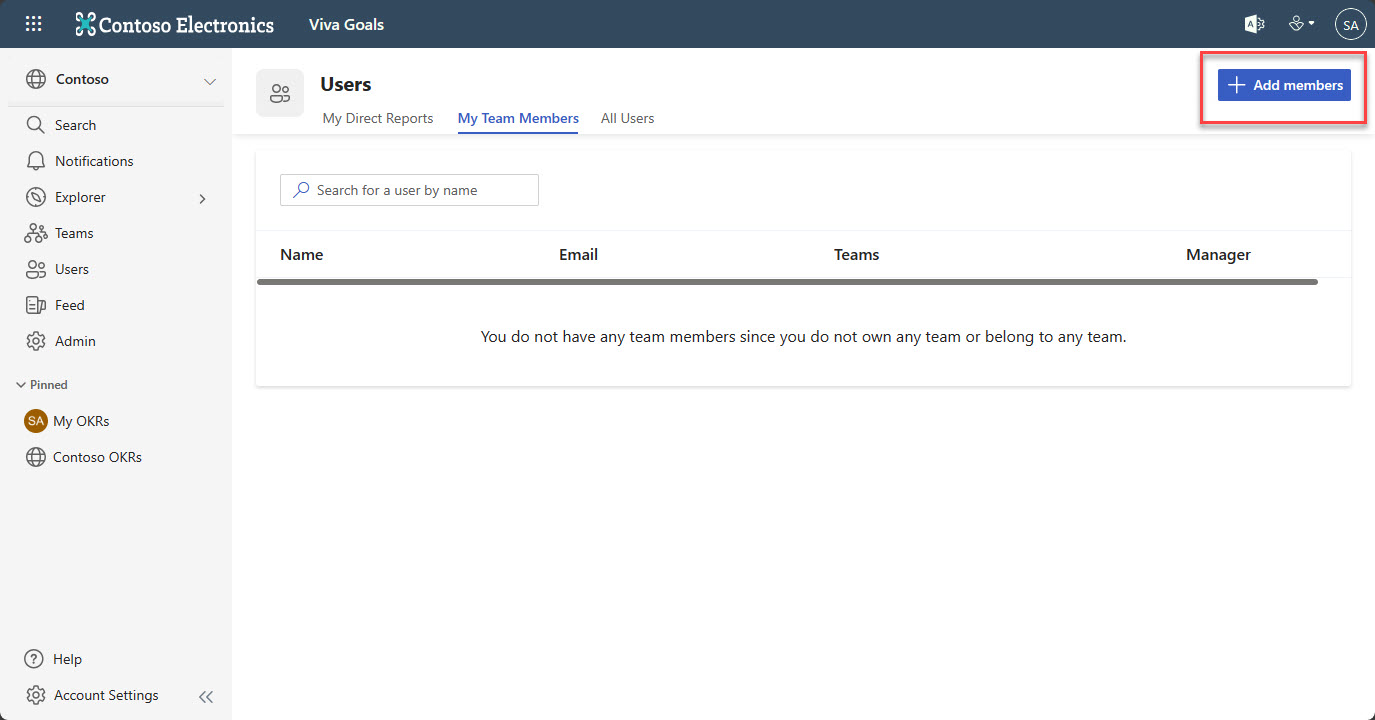 Contoso Electronics Viva Goals SA
Contoso
Search
Notifications
Explorer
Teams
Users
Feed
Admin
Pinned
SA My OKRs
Contoso OKRs
Help
Account Settings
Users
Add members
My Direct Reports My Team Members All Users
Search for a user by name
Name Email Teams Manager
You do not have any team members since you do not own any team or belong to any team.